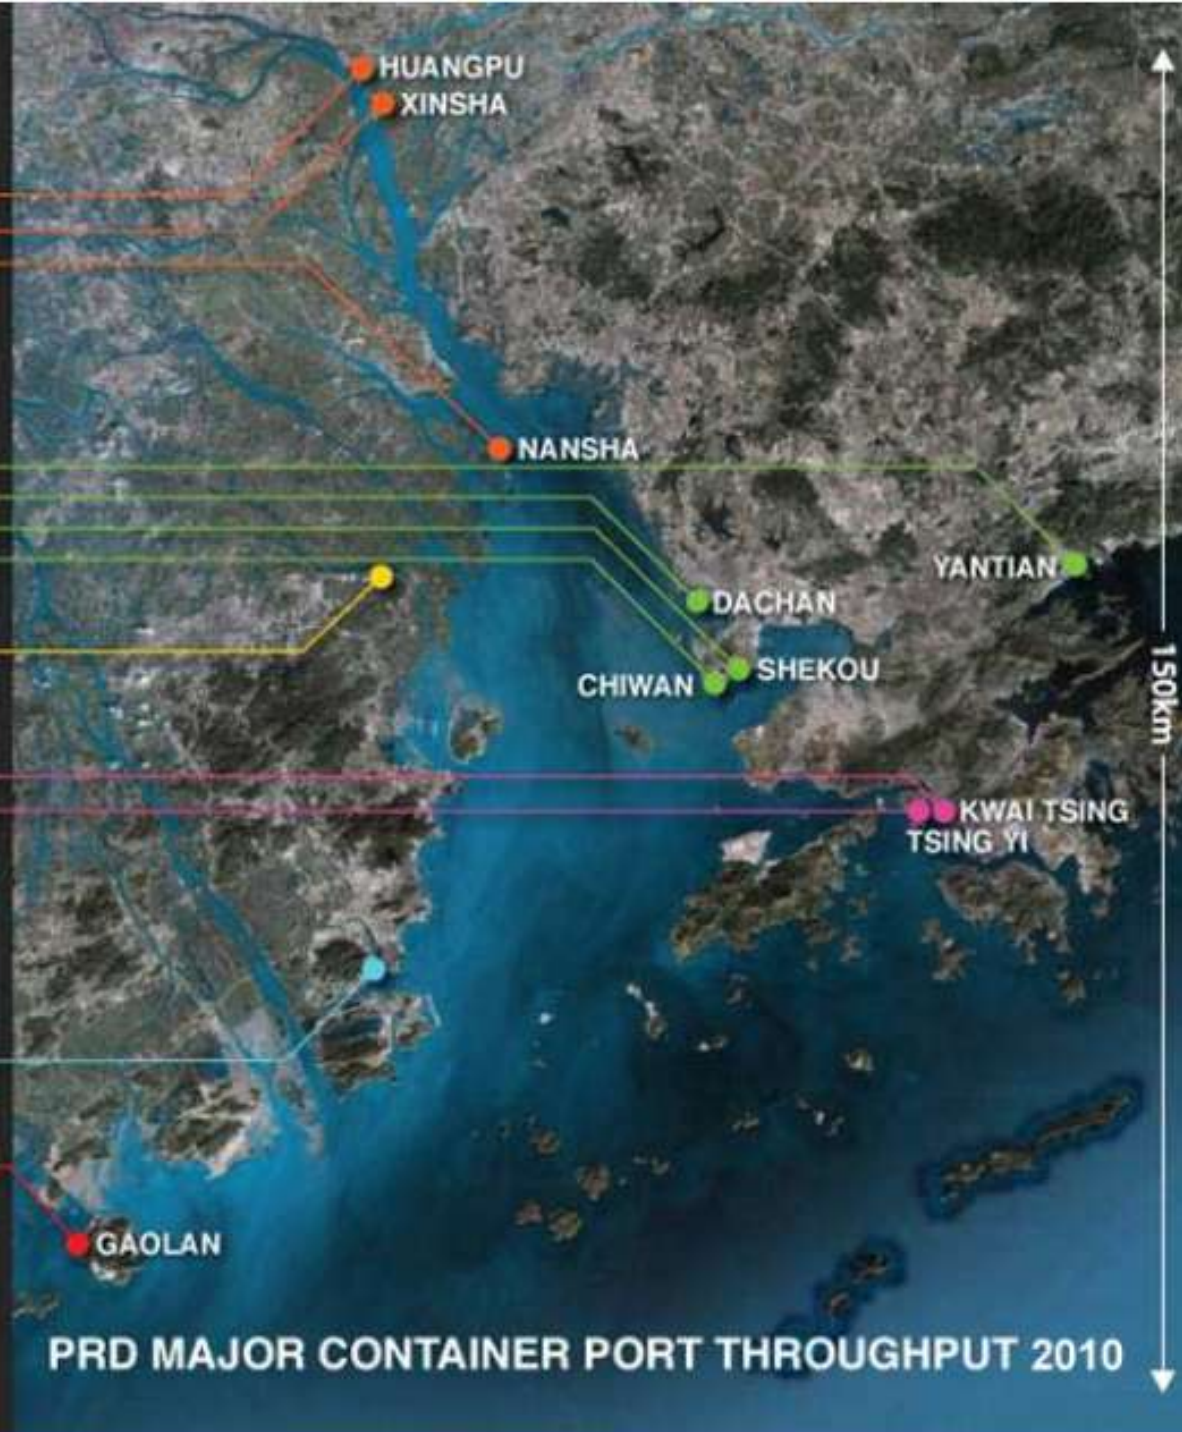 HUANGPU
XINSHA
NANSHA
YANTIAN
DACHAN
SHEKOU
CHIWAN
150km
KWAI TSING
TSING YI
GAOLAN
PRD MAJOR CONTAINER PORT THROUGHPUT 2010